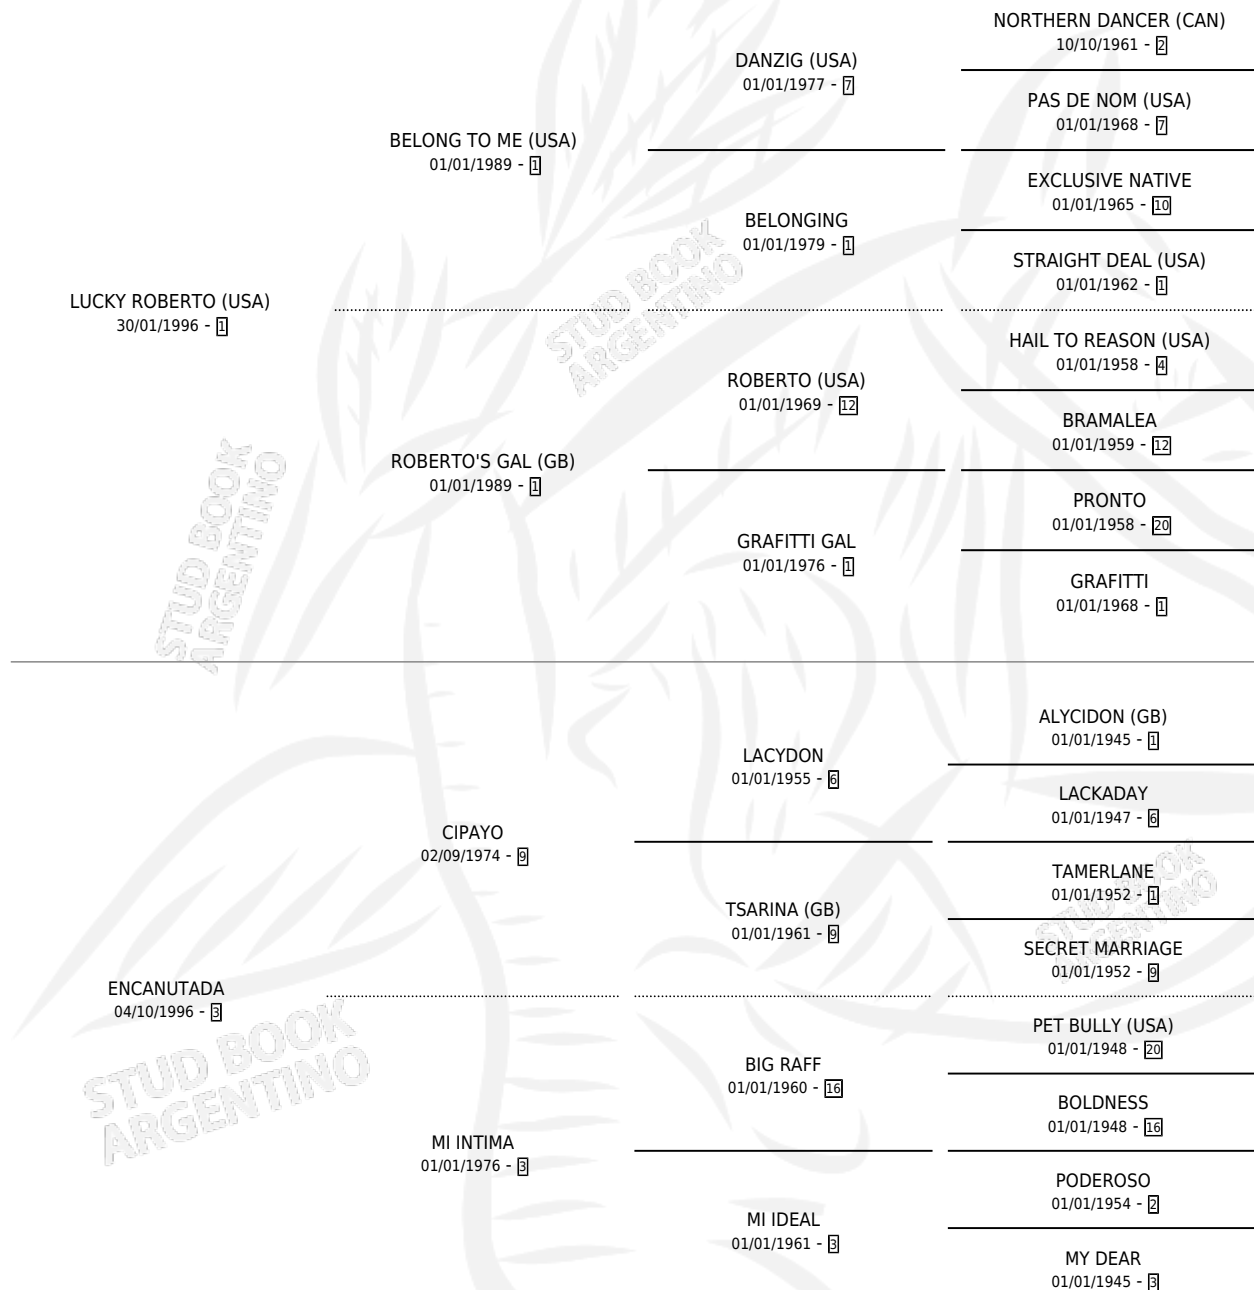 LUCKY ROBERTO (USA)
30/01/1996 - 1
BELONG TO ME (USA)
01/01/1989 - 1
DANZIG (USA)
01/01/1977 - 7
NORTHERN DANCER (CAN)
10/10/1961 - 2
PAS DE NOM (USA)
01/01/1968 - 7
BELONGING
01/01/1979 - 1
EXCLUSIVE NATIVE
01/01/1965 - 10
STRAIGHT DEAL (USA)
01/01/1962 - 1
ROBERTO'S GAL (GB)
01/01/1989 - 1
ROBERTO (USA)
01/01/1969 - 12
HAIL TO REASON (USA)
01/01/1958 - 4
BRAMALEA
01/01/1959 - 12
GRAFITTI GAL
01/01/1976 - 1
PRONTO
01/01/1958 - 20
GRAFITTI
01/01/1968 - 1
ENCANUTADA
04/10/1996 - 3
CIPAYO
02/09/1974 - 9
LACYDON
01/01/1955 - 6
ALYCIDON (GB)
01/01/1945 - 1
LACKADAY
01/01/1947 - 6
TSARINA (GB)
01/01/1961 - 9
TAMERLANE
01/01/1952 - 1
SECRET MARRIAGE
01/01/1952 - 9
MI INTIMA
01/01/1976 - 3
BIG RAFF
01/01/1960 - 16
PET BULLY (USA)
01/01/1948 - 20
BOLDNESS
01/01/1948 - 16
MI IDEAL
01/01/1961 - 3
PODEROSO
01/01/1954 - 2
MY DEAR
01/01/1945 - 3
STUD BOOK
ARGENTINO
STUD BOOK
ARGENTINO
STUD BOOK
ARGENTINO
STUD BOOK
ARGENTINO